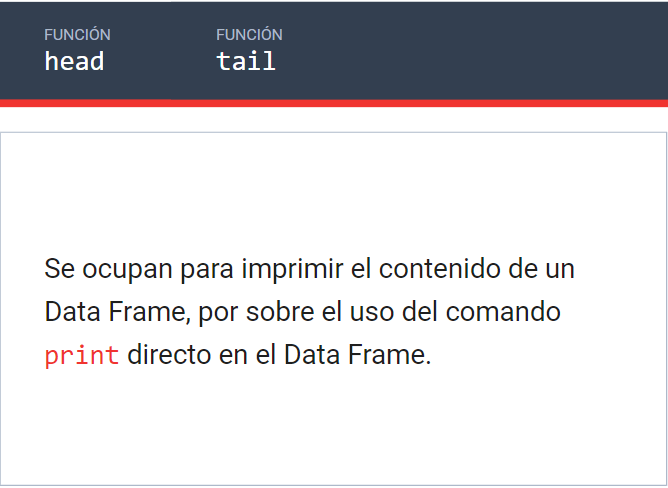 FUNCIÓN FUNCIÓN
head tail
Se ocupan para imprimir el contenido de un
Data Frame, por sobre el uso del comando
print directo en el Data Frame.